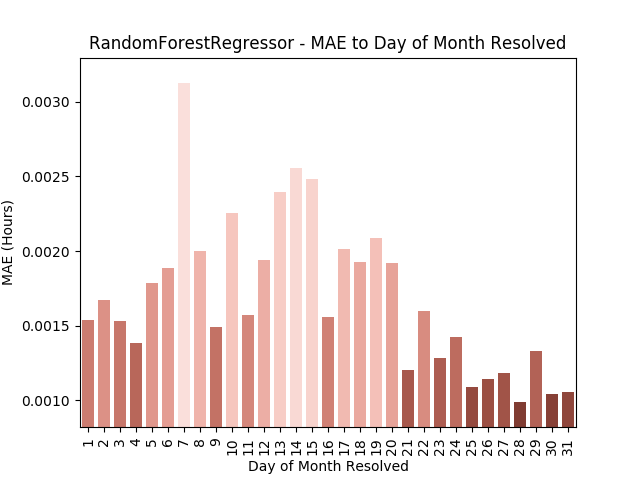 RandomForestRegressor - MAE to Day of Month Resolved
MAE (Hours)
0.0030
0.0025
0.0020
0.0015
0.0010
1 2 3 4 5 6 7 8 9 10 11 12 13 14 15 16 17 18 19 20 21 22 23 24 25 26 27 28 29 30 31
Day of Month Resolved